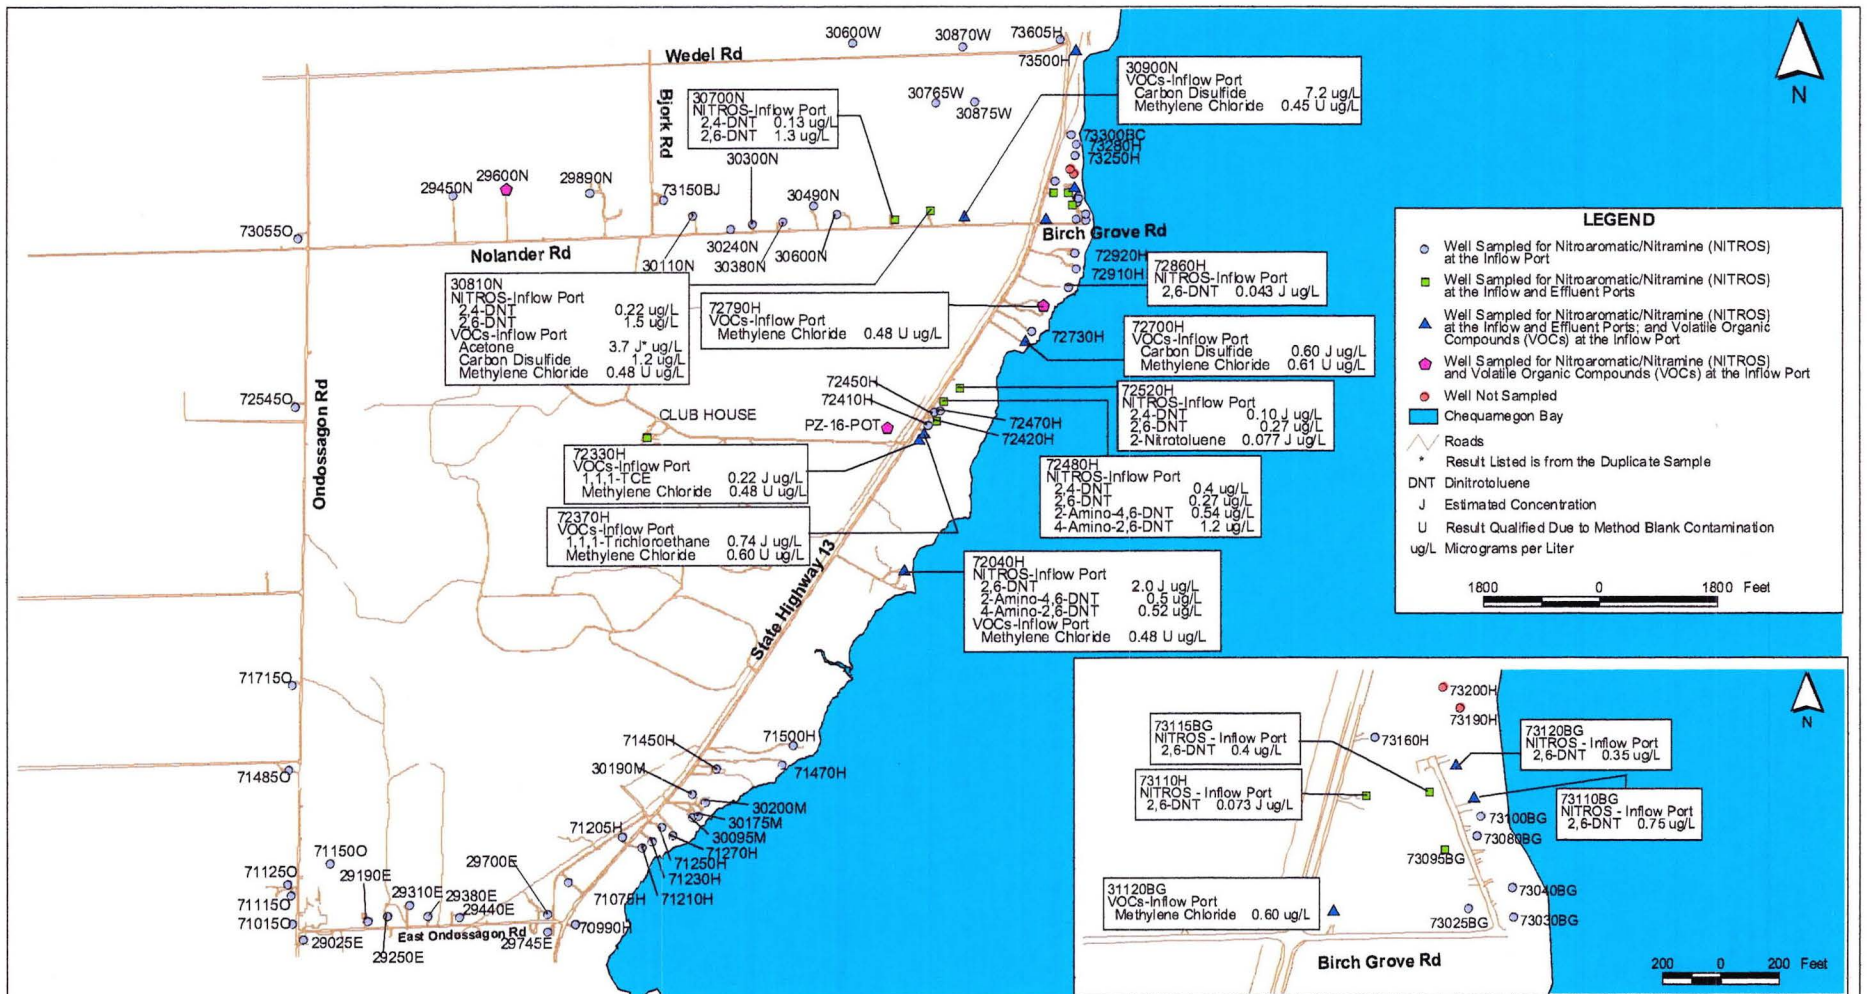 30600W
30870W
73605H
Wedel Rd
73500H
30900N
VOCs-Inflow Port
Carbon Disulfide 7.2 ug/L
Methylene Chloride 0.45 U ug/L
N
Bjork Rd
30700N
NITROS-Inflow Port
2,4-DNT 0.13 ug/L
2,6-DNT 1.3 ug/L
30765W
30875W
73300BC
73280H
73250H
30300N
29450N
29600N
29890N
73150BJ
30490N
73055O
Nolander Rd
30110N
30240N
30380N
30600N
Birch Grove Rd
72920H
72910H
72860H
NITROS-Inflow Port
2,6-DNT 0.043 J ug/L
30810N
NITROS-Inflow Port
2,4-DNT 0.22 ug/L
2,6-DNT 1.5 ug/L
VOCs-Inflow Port
Acetone 3.7 J* ug/L
Carbon Disulfide 1.2 ug/L
Methylene Chloride 0.48 U ug/L
72790H
VOCs-Inflow Port
Methylene Chloride 0.48 U ug/L
72730H
72700H
VOCs-Inflow Port
Carbon Disulfide 0.60 J ug/L
Methylene Chloride 0.61 U ug/L
LEGEND
Well Sampled for Nitroaromatic/Nitramine (NITROS)
at the Inflow Port
Well Sampled for Nitroaromatic/Nitramine (NITROS)
at the Inflow and Effluent Ports
Well Sampled for Nitroaromatic/Nitramine (NITROS)
at the Inflow and Effluent Ports; and Volatile Organic
Compounds (VOCs) at the Inflow Port
Well Sampled for Nitroaromatic/Nitramine (NITROS)
and Volatile Organic Compounds (VOCs) at the Inflow Port
Well Not Sampled
Chequamegon Bay
Roads
* Result Listed is from the Duplicate Sample
DNT Dinitrotoluene
J Estimated Concentration
U Result Qualified Due to Method Blank Contamination
ug/L Micrograms per Liter
1800 0 1800 Feet
Ondossagon Rd
72545O
72450H
72410H
CLUB HOUSE
PZ-16-POT
72470H
72420H
72520H
NITROS-Inflow Port
2,4-DNT 0.10 J ug/L
2,6-DNT 0.27 ug/L
2-Nitrotoluene 0.077 J ug/L
72330H
VOCs-Inflow Port
1,1,1-TCE 0.22 J ug/L
Methylene Chloride 0.48 U ug/L
72480H
NITROS-Inflow Port
2,4-DNT 0.4 ug/L
2,6-DNT 0.27 ug/L
2-Amino-4,6-DNT 0.54 ug/L
4-Amino-2,6-DNT 1.2 ug/L
72370H
VOCs-Inflow Port
1,1,1-Trichloroethane 0.74 J ug/L
Methylene Chloride 0.60 U ug/L
State Highway 13
72040H
NITROS-Inflow Port
2,6-DNT 2.0 J ug/L
2-Amino-4,6-DNT 0.5 ug/L
4-Amino-2,6-DNT 0.52 ug/L
VOCs-Inflow Port
Methylene Chloride 0.48 U ug/L
71715O
71450H
71500H
30190M
71470H
71485O
30200M
30175M
30095M
71205H
71270H
71250H
71230H
71210H
71150O
71125O
29190E
29310E
29380E
29440E
29700E
71075H
71115O
71015O
29025E
29250E
East Ondossagon Rd
29745E
70990H
73200H
73190H
N
73115BG
NITROS - Inflow Port
2,6-DNT 0.4 ug/L
73160H
73120BG
NITROS - Inflow Port
2,6-DNT 0.35 ug/L
73110H
NITROS - Inflow Port
2,6-DNT 0.073 J ug/L
73110BG
NITROS - Inflow Port
2,6-DNT 0.75 ug/L
73100BG
73080BG
73095BG
31120BG
VOCs-Inflow Port
Methylene Chloride 0.60 ug/L
73040BG
73025BG
73030BG
Birch Grove Rd
200 0 200 Feet